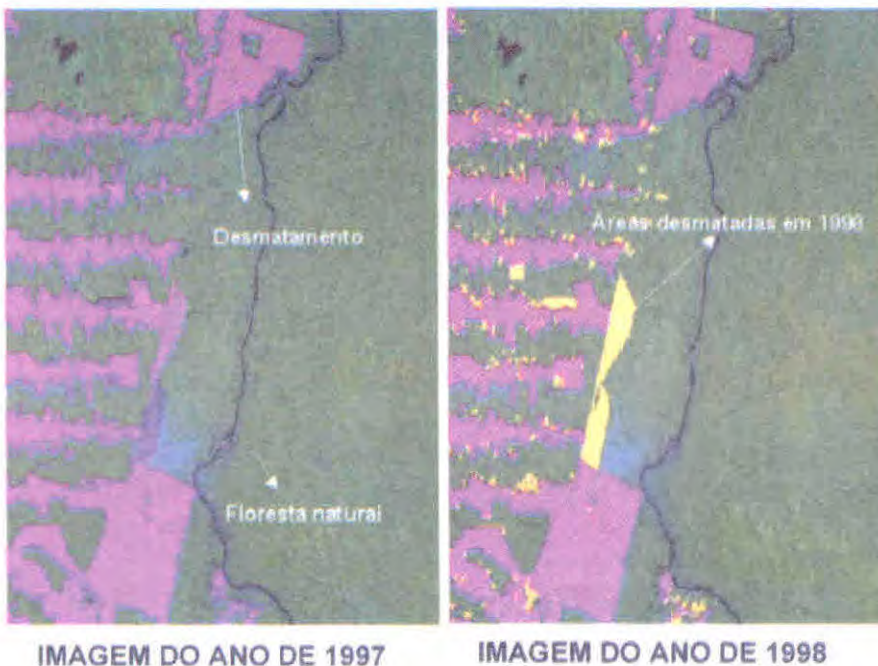 Desmatamento
Floresta natural
IMAGEM DO ANO DE 1997
Áreas desmatadas em 1998
IMAGEM DO ANO DE 1998